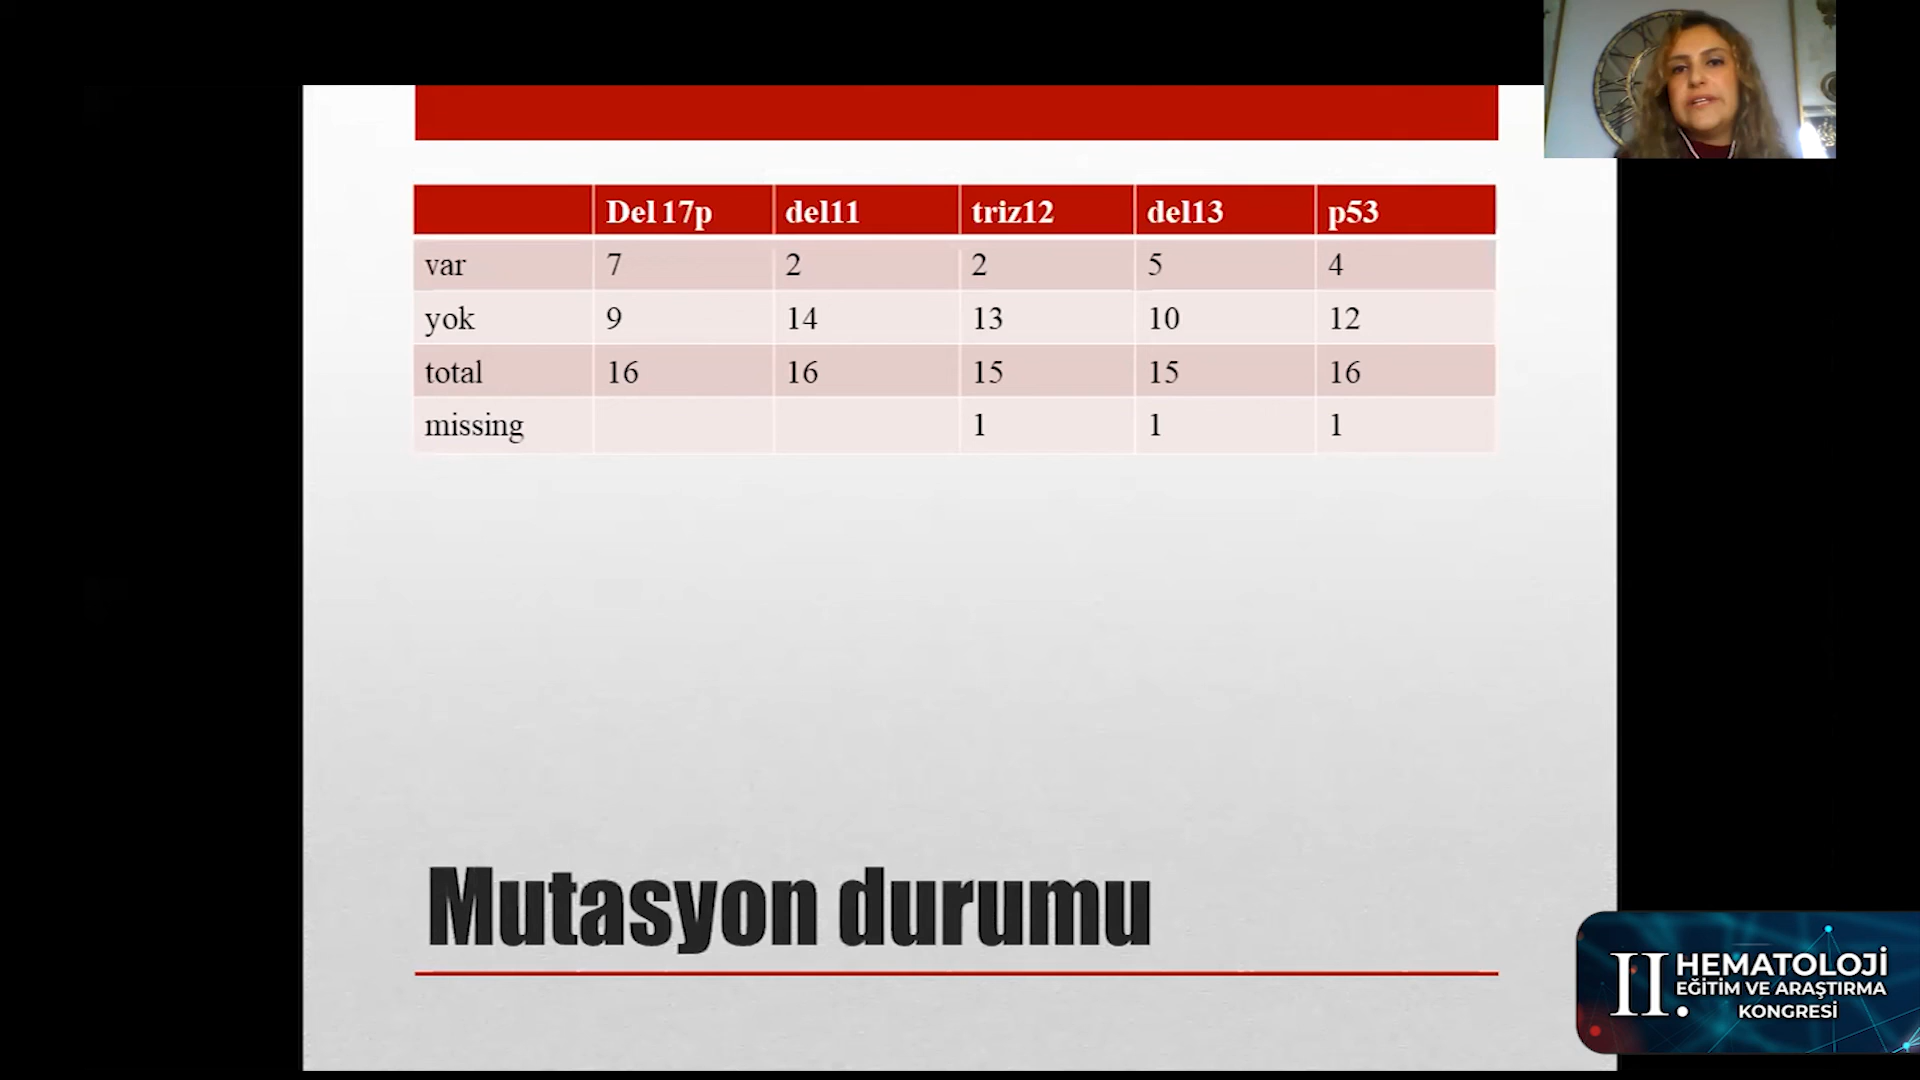 Del 17p del11 triz12 del13 p53
var 7 2 2 5 4
yok 9 14 13 10 12
total 16 16 15 15 16
missing 1 1 1
Mutasyon durumu
II. HEMATOLOJİ
EĞİTİM VE ARAŞTIRMA
KONGRESİ